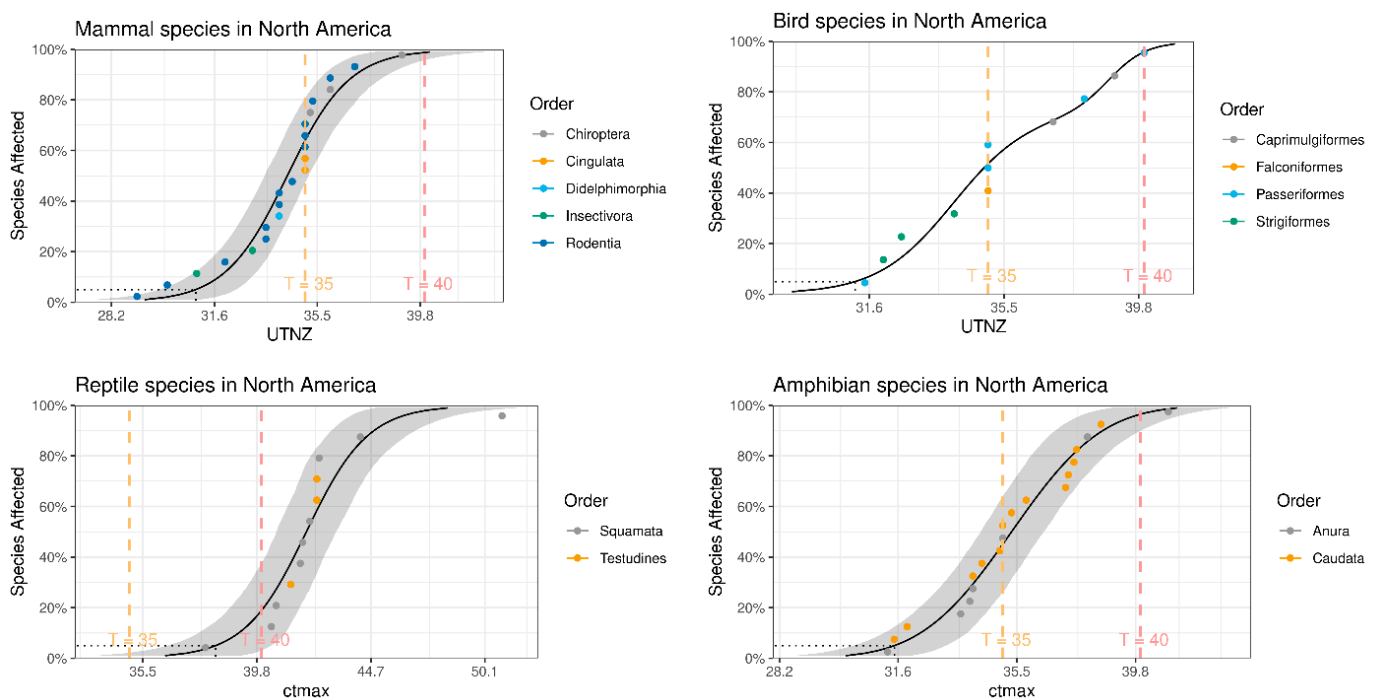 Mammal species in North America
100%
80%
60%
40%
20%
0%
Species Affected
T = 35
T = 40
28.2
31.6
35.5
39.8
UTNZ
Order
Chiroptera
Cingulata
Didelphimorphia
Insectivora
Rodentia
Bird species in North America
100%
80%
60%
40%
20%
0%
Species Affected
T = 35
T = 40
31.6
35.5
39.8
UTNZ
Order
Caprimulgiformes
Falconiformes
Passeriformes
Strigiformes
Reptile species in North America
100%
80%
60%
40%
20%
0%
Species Affected
T = 35
T = 40
35.5
39.8
44.7
50.1
ctmax
Order
Squamata
Testudines
Amphibian species in North America
100%
80%
60%
40%
20%
0%
Species Affected
T = 35
T = 40
28.2
31.6
35.5
39.8
ctmax
Order
Anura
Caudata